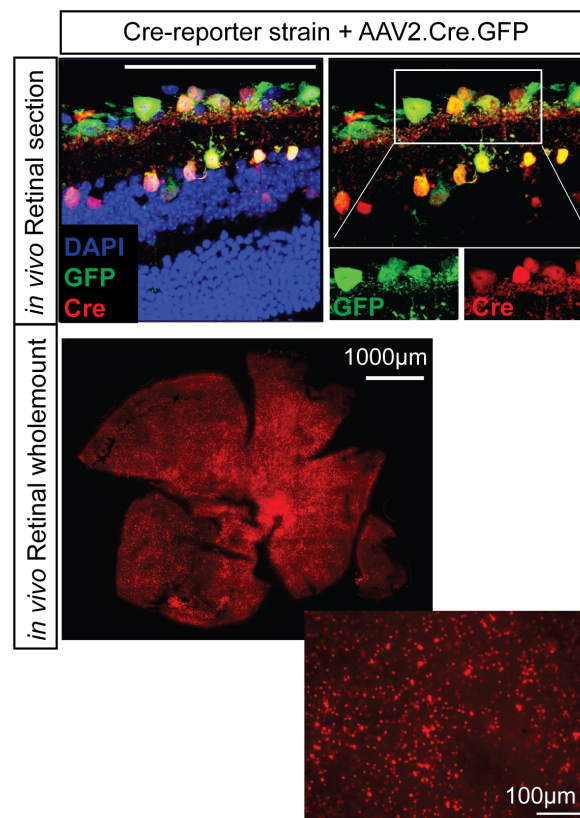 Cre-reporter strain + AAV2.Cre.GFP
in vivo Retinal section
DAPI
GFP
Cre
GFP
Cre
in vivo Retinal wholemount
1000µm
100µm